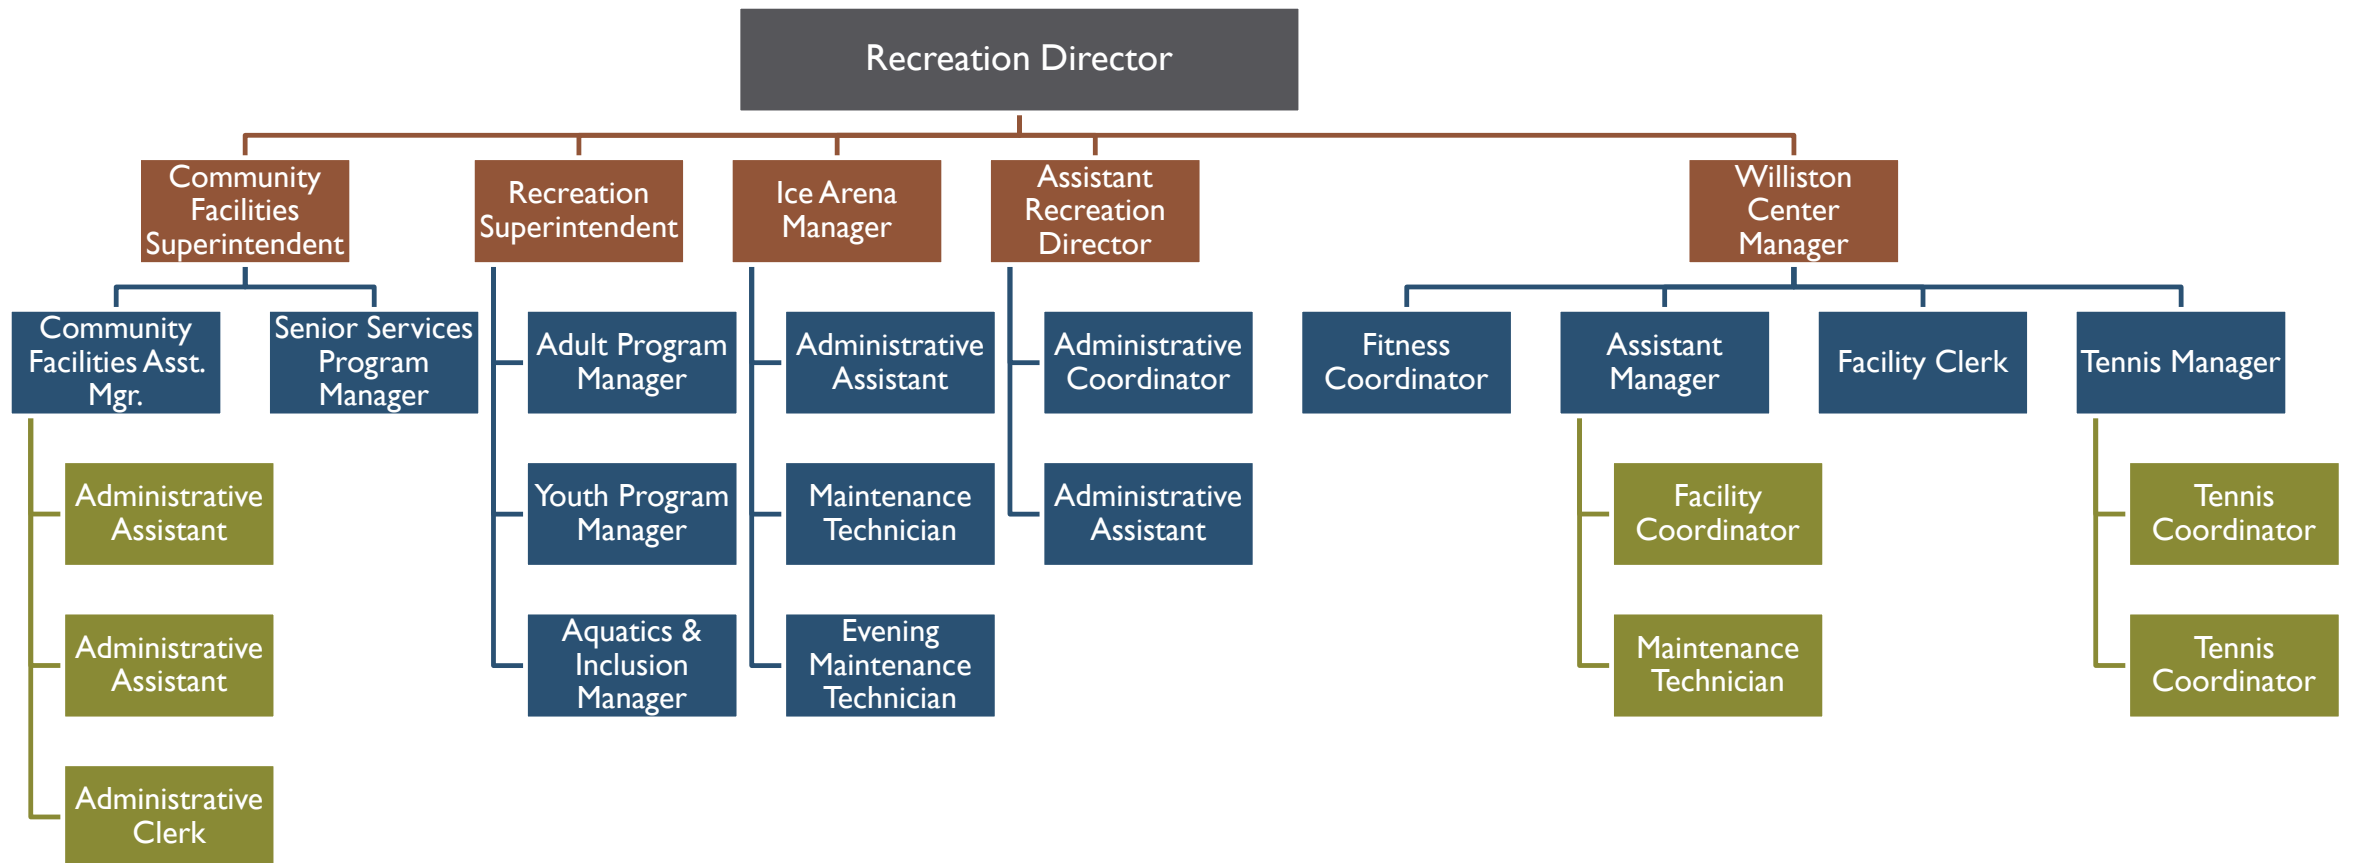 Recreation Director
Community
Facilities
Superintendent
Recreation
Superintendent
Ice Arena
Manager
Assistant
Recreation
Director
Williston
Center
Manager
Community
Facilities Asst.
Mgr.
Senior Services
Program
Manager
Adult Program
Manager
Administrative
Assistant
Administrative
Coordinator
Fitness
Coordinator
Assistant
Manager
Facility Clerk
Tennis Manager
Administrative
Assistant
Youth Program
Manager
Maintenance
Technician
Administrative
Assistant
Facility
Coordinator
Tennis
Coordinator
Administrative
Assistant
Aquatics &
Inclusion
Manager
Evening
Maintenance
Technician
Maintenance
Technician
Tennis
Coordinator
Administrative
Clerk